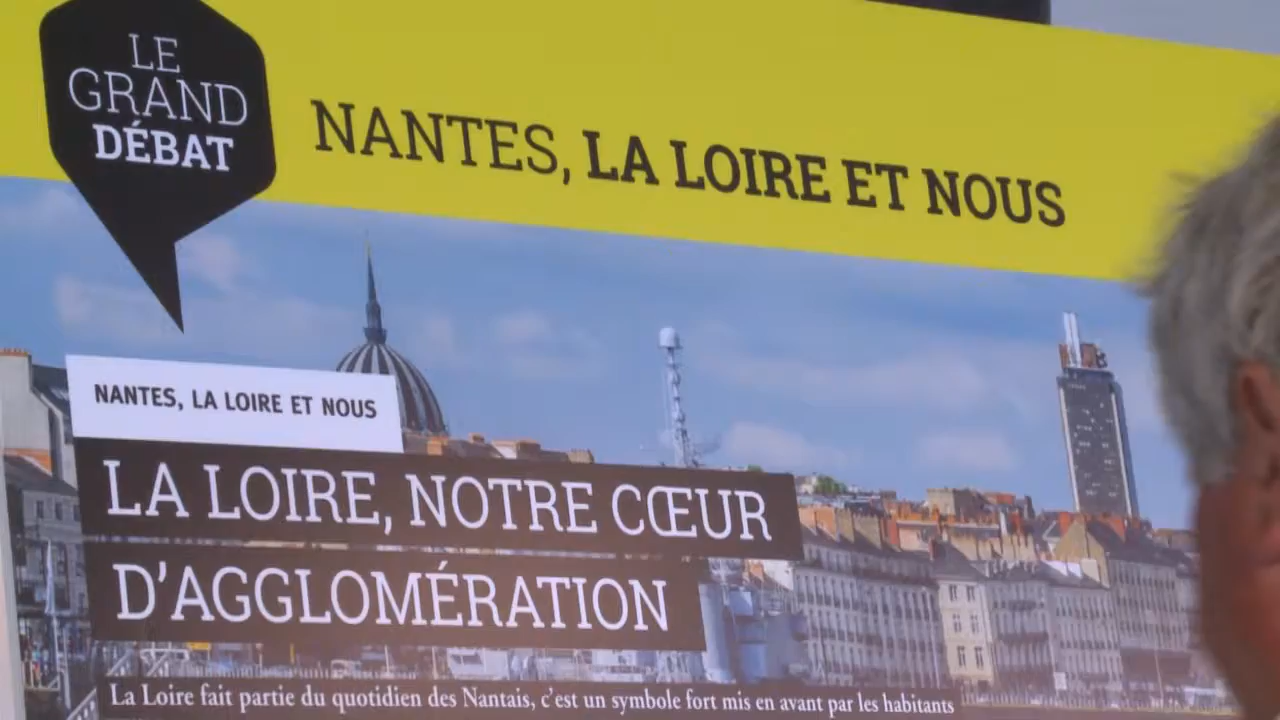 LE
GRAND
DÉBAT
NANTES, LA LOIRE ET NOUS
NANTES, LA LOIRE ET NOUS
LA LOIRE, NOTRE CŒUR
D'AGGLOMÉRATION
La Loire fait partie du quotidien des Nantais, c'est un symbole fort mis en avant par les habitants